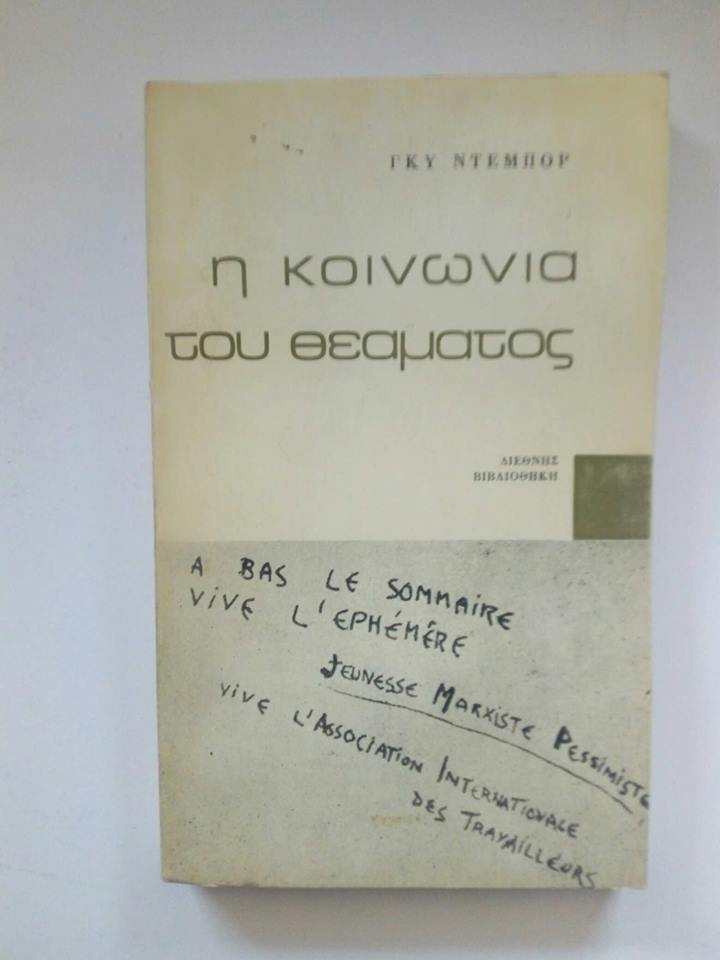 ΓΚΥ ΝΤΕΜΠΟΡ
η κοινωνια
του θεαματος
ΔΙΕΘΝΗΣ
ΒΙΒΛΙΟΘΗΚΗ
A BAS LE SOMMAIRE
VIVE L'EPHÉMÈRE
JEUNESSE MARXISTE PESSIMISTE
VIVE L'ASSOCIATION INTERNATIONALE
DES TRAVAILLEURS